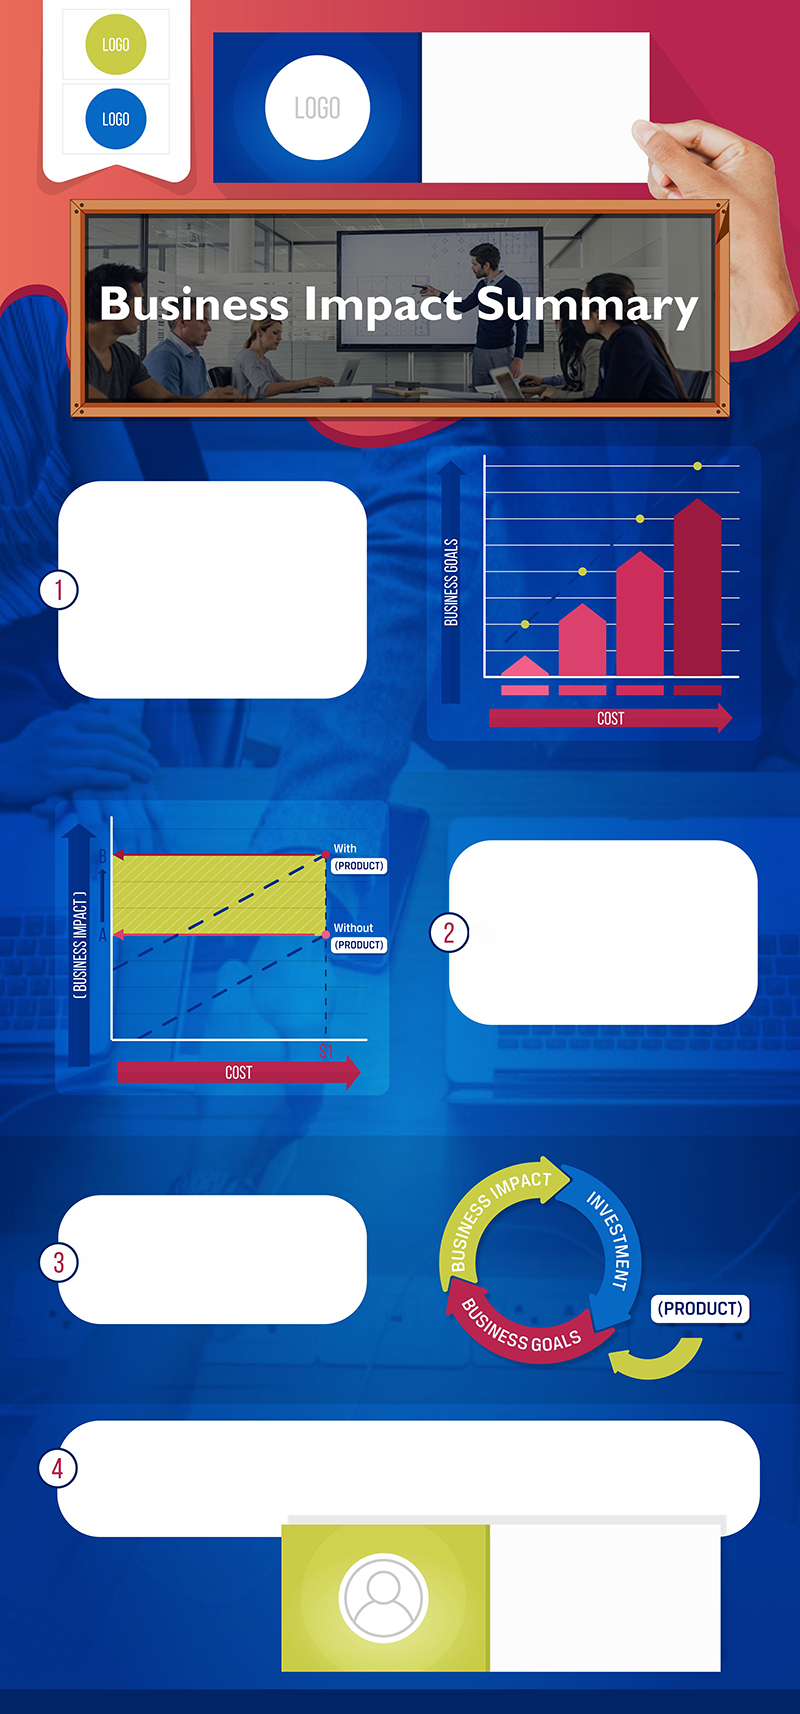 LOGO
LOGO
LOGO
Business Impact Summary
1
BUSINESS GOALS
COST
B
A
( BUSINESS IMPACT )
With
(PRODUCT)
Without
(PRODUCT)
$1
COST
2
3
BUSINESS IMPACT
INVESTMENT
BUSINESS GOALS
(PRODUCT)
4